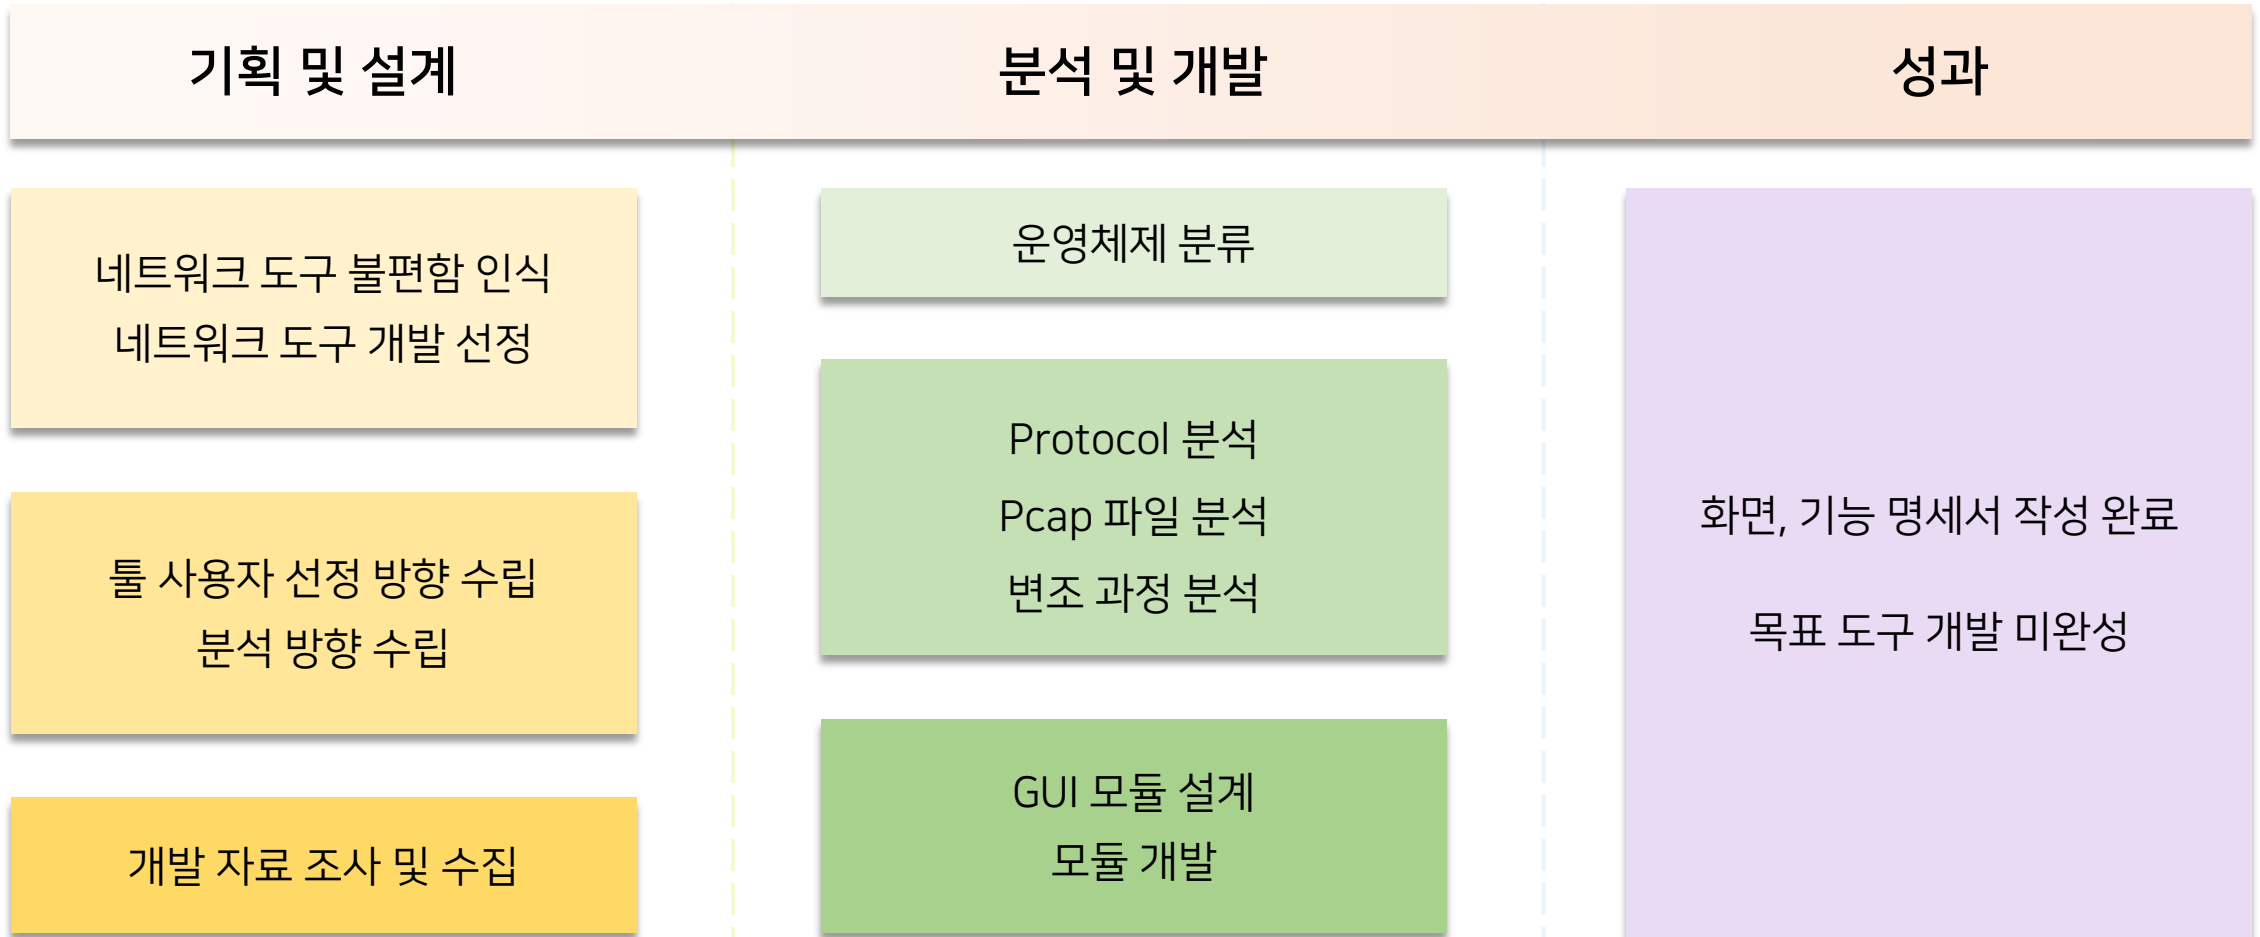 기획 및 설계
분석 및 개발
성과
네트워크 도구 불편함 인식
네트워크 도구 개발 선정
툴 사용자 선정 방향 수립
분석 방향 수립
개발 자료 조사 및 수집
운영체제 분류
Protocol 분석
Pcap 파일 분석
변조 과정 분석
GUI 모듈 설계
모듈 개발
화면, 기능 명세서 작성 완료
목표 도구 개발 미완성